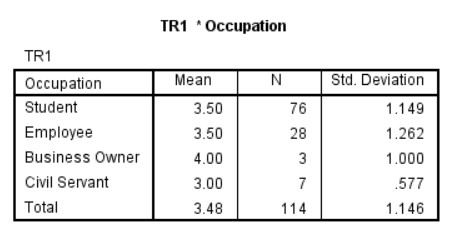 TR1 * Occupation
TR1
Occupation Mean N Std. Deviation
Student 3.50 76 1.149
Employee 3.50 28 1.262
Business Owner 4.00 3 1.000
Civil Servant 3.00 7 .577
Total 3.48 114 1.146